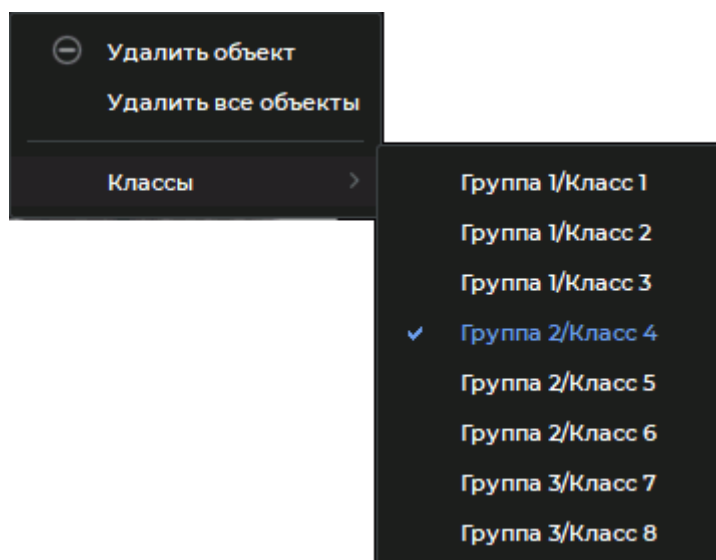 Удалить объект
Удалить все объекты
Классы
Группа 1/Класс 1
Группа 1/Класс 2
Группа 1/Класс 3
Группа 2/Класс 4
Группа 2/Класс 5
Группа 2/Класс 6
Группа 3/Класс 7
Группа 3/Класс 8